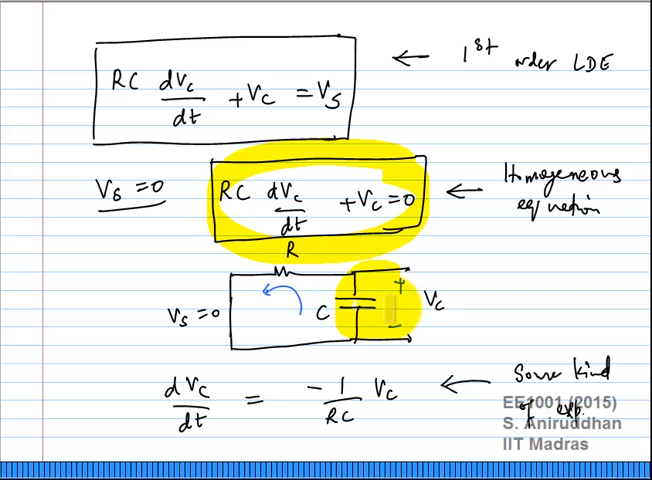 RC dVc/dt + Vc = Vs ← 1st order LDE
Vs = 0 RC dVc/dt + Vc = 0 ← Homogeneous equation
R
Vs = 0 C + − Vc
dVc/dt = −1/RC Vc ← Some kind of exp.
EE1001 (2015)
S. Aniruddhan
IIT Madras